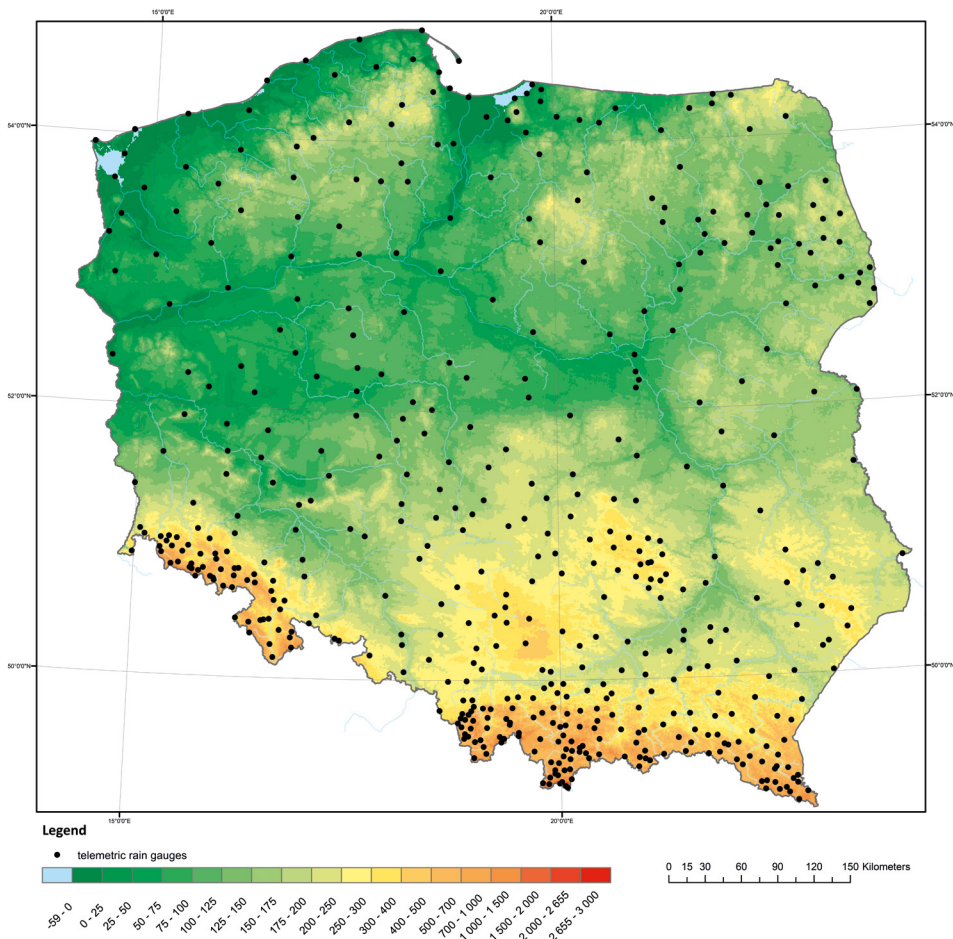 15°0'0"E 20°0'0"E
54°0'0"N 54°0'0"N
52°0'0"N 52°0'0"N
50°0'0"N 50°0'0"N
15°0'0"E 20°0'0"E
Legend
telemetric rain gauges
-59 - 0 0 - 25 25 - 50 50 - 75 75 - 100 100 - 125 125 - 150 150 - 175 175 - 200 200 - 250 250 - 300 300 - 400 400 - 500 500 - 700 700 - 1 000 1 000 - 1 500 1 500 - 2 000 2 000 - 2 655 2 655 - 3 000
0 15 30 60 90 120 150 Kilometers